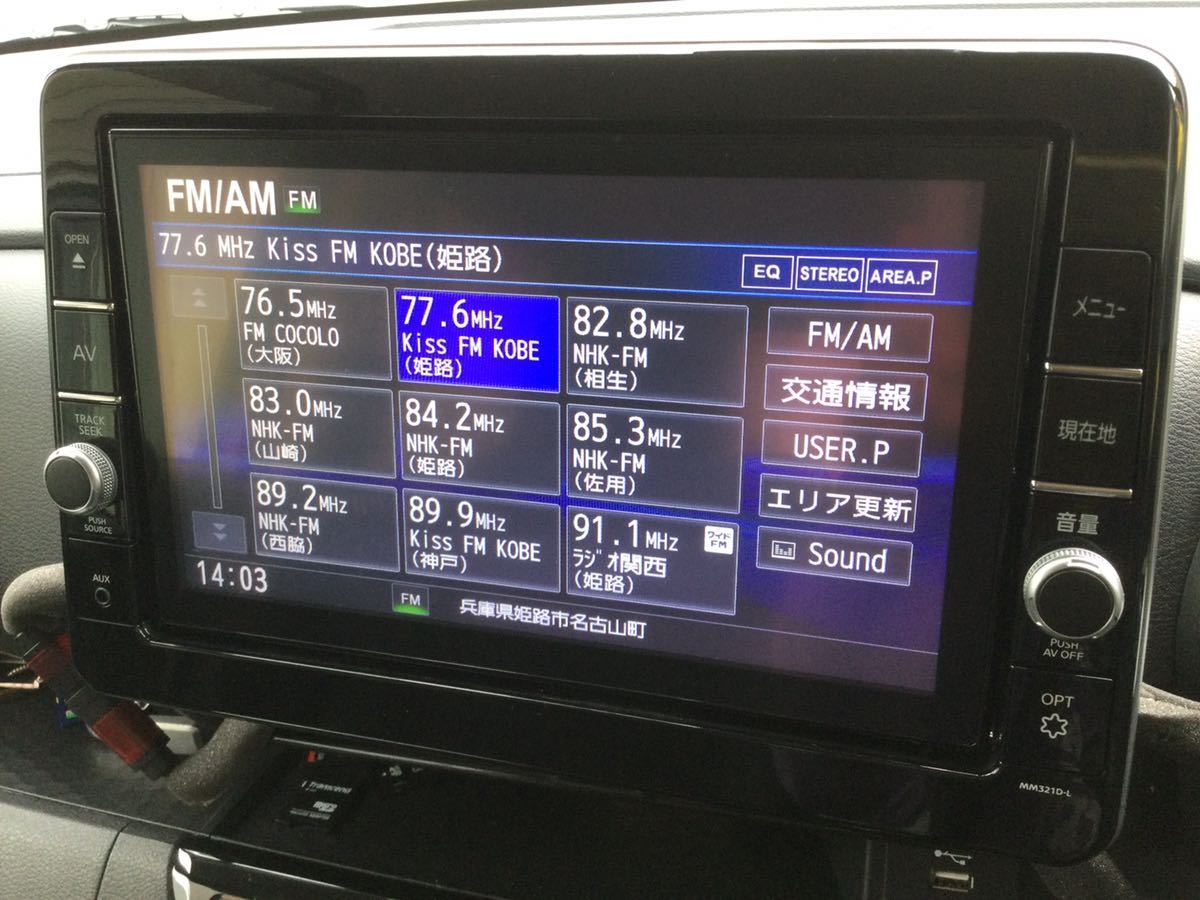 FM/AM FM
77.6 MHz Kiss FM KOBE(姫路)
EQ STEREO AREA.P
76.5MHz
FM COCOLO
(大阪)
77.6MHz
Kiss FM KOBE
(姫路)
82.8MHz
NHK-FM
(相生)
83.0MHz
NHK-FM
(山崎)
84.2MHz
NHK-FM
(姫路)
85.3MHz
NHK-FM
(佐用)
89.2MHz
NHK-FM
(西脇)
89.9MHz
Kiss FM KOBE
(神戸)
91.1MHz
ワイド
FM
ラジオ関西
(姫路)
FM/AM
交通情報
USER.P
エリア更新
Sound
14:03
FM
兵庫県姫路市名古山町
OPEN
AV
TRACK
SEEK
PUSH
SOURCE
AUX
メニュー
現在地
音量
PUSH
AV OFF
OPT
MM321D-L
Transcend